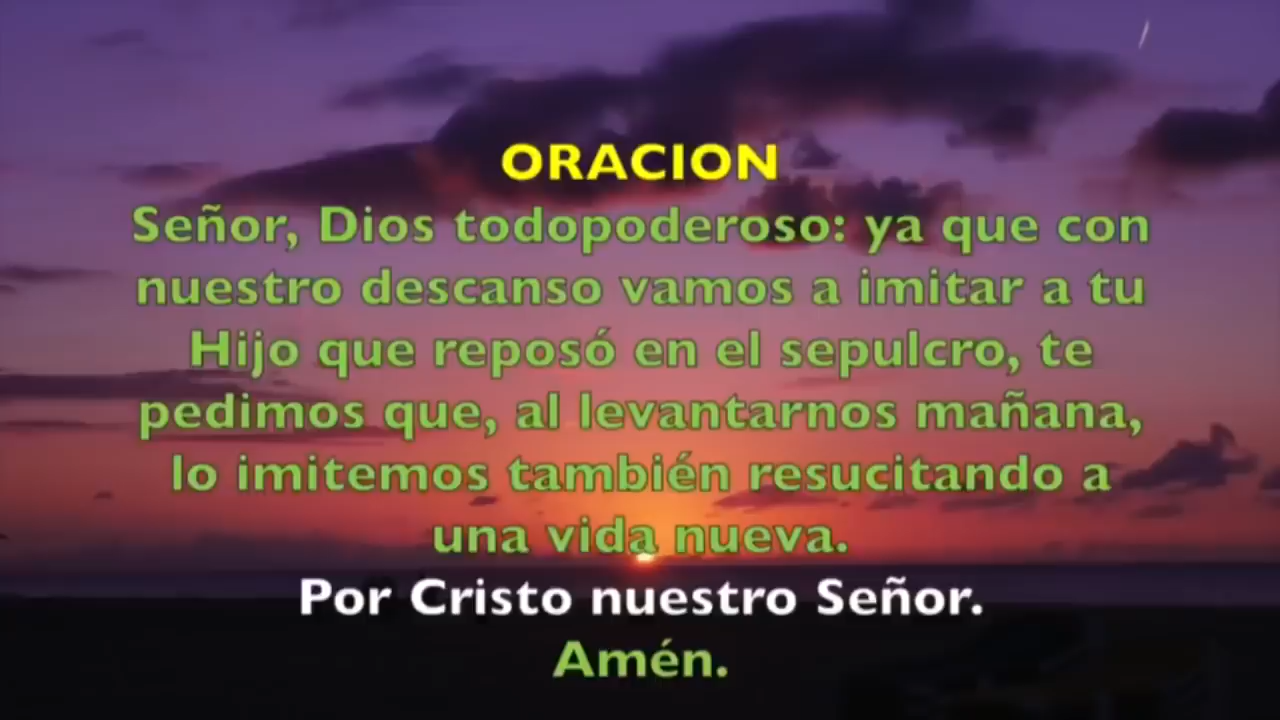 ORACION
Señor, Dios todopoderoso: ya que con
nuestro descanso vamos a imitar a tu
Hijo que reposó en el sepulcro, te
pedimos que, al levantarnos mañana,
lo imitemos también resucitando a
una vida nueva.
Por Cristo nuestro Señor.
Amén.